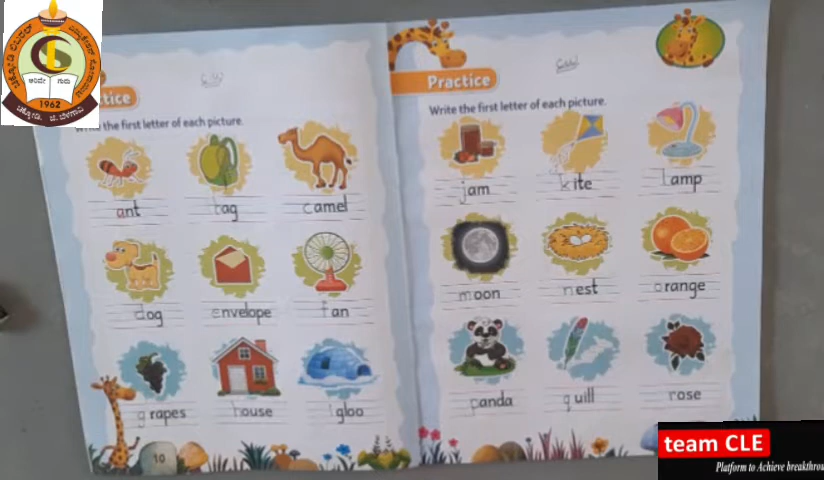 1962
tice
Write the first letter of each picture.
ant
bag
camel
dog
envelope
fan
grapes
house
igloo
10
Practice
Write the first letter of each picture.
jam
kite
Lamp
moon
nest
orange
panda
quill
rose
team CLE
Platform to Achieve breakthrou